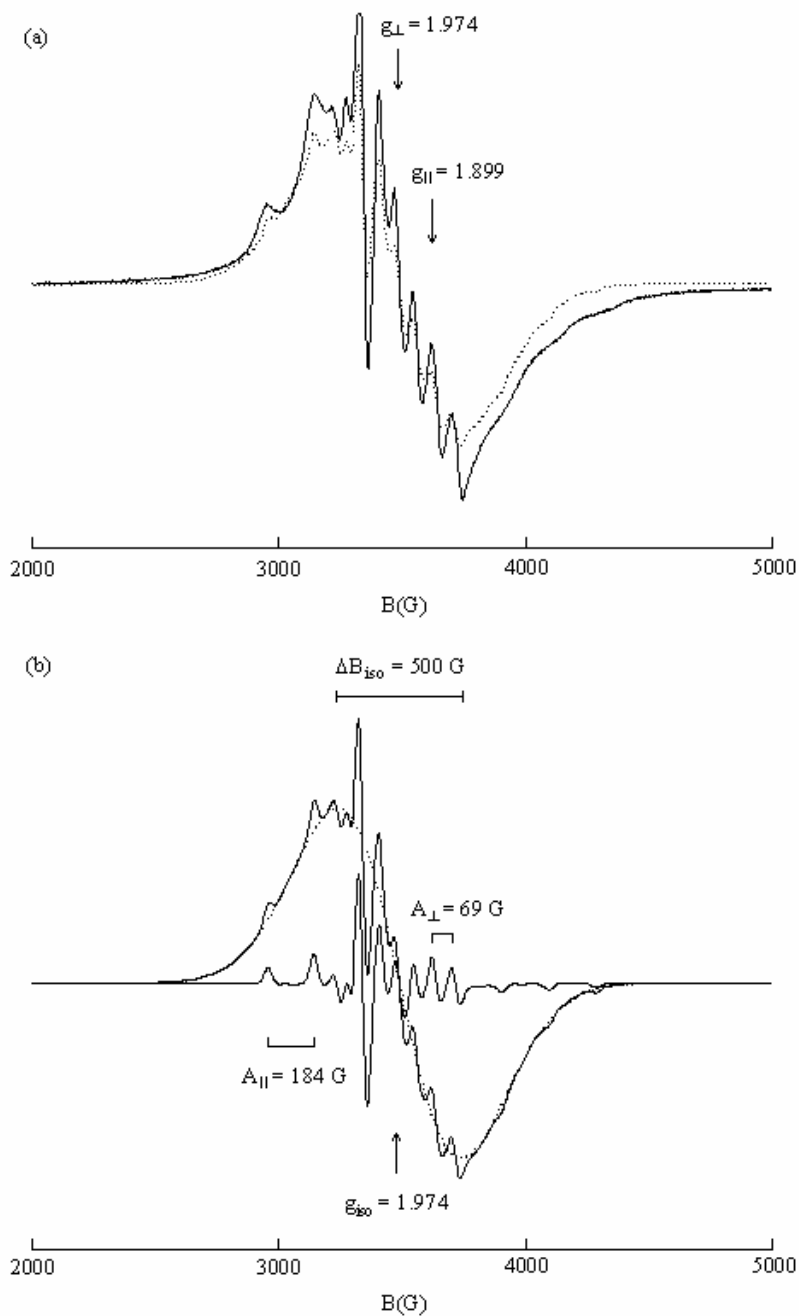 (a)
g⊥ = 1.974
g|| = 1.899
2000 3000 4000 5000
B(G)
(b)
ΔBiso = 500 G
A⊥ = 69 G
A|| = 184 G
giso = 1.974
2000 3000 4000 5000
B(G)